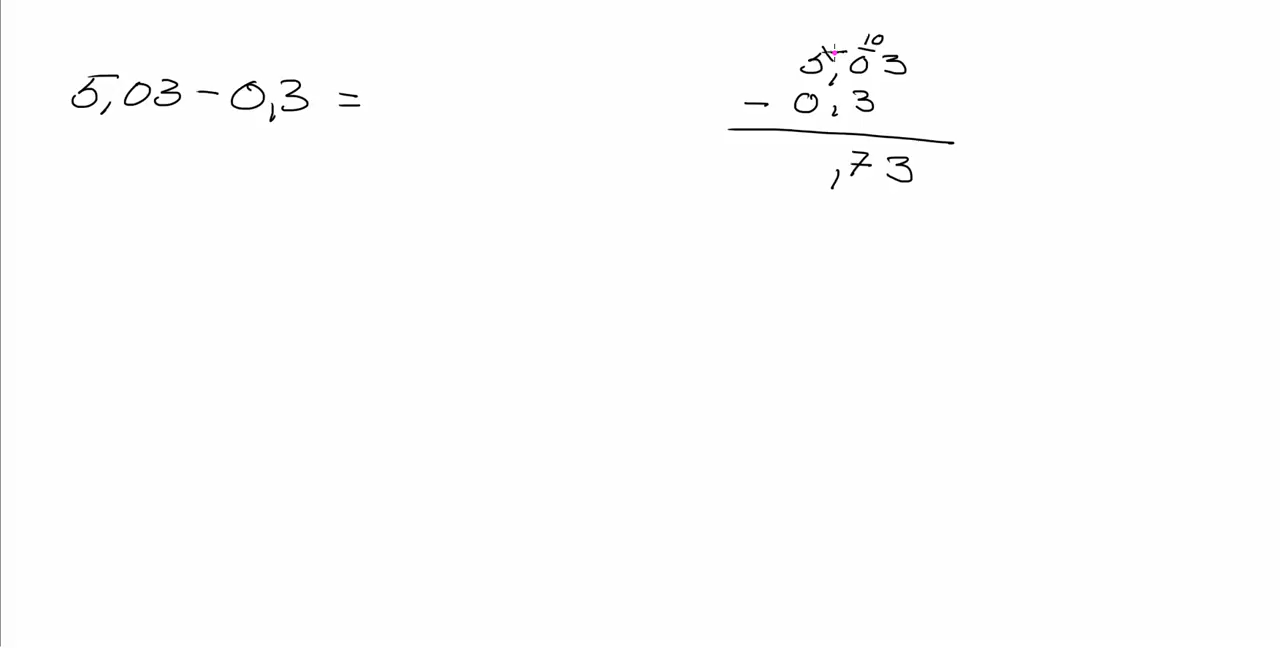 5,03 - 0,3 =
10
5,03
- 0,3
,73